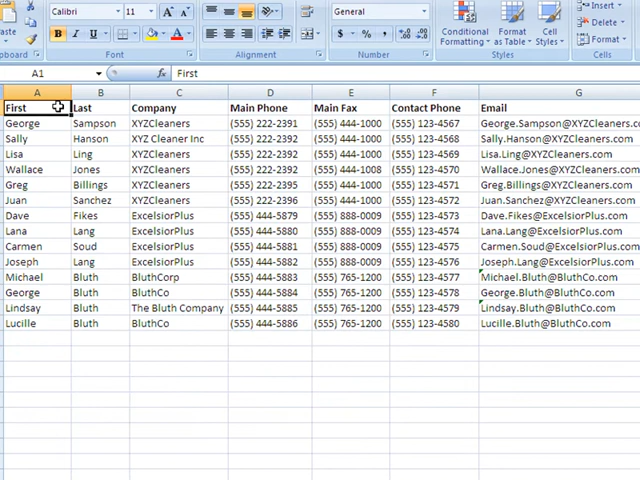 Calibri 11 A A General Conditional Format Cell Insert
B I U A $ % , .0 .00 Formatting as Table Styles Delete
Paste Format
Clipboard Font Alignment Number Styles Cells
A1 fx First
A B C D E F G
First Last Company Main Phone Main Fax Contact Phone Email
George Sampson XYZCleaners (555) 222-2391 (555) 444-1000 (555) 123-4567 George.Sampson@XYZCleaners.c
Sally Hanson XYZ Cleaner Inc (555) 222-2392 (555) 444-1000 (555) 123-4568 Sally.Hanson@XYZCleaners.com
Lisa Ling XYZCleaners (555) 222-2392 (555) 444-1000 (555) 123-4569 Lisa.Ling@XYZCleaners.com
Wallace Jones XYZCleaners (555) 222-2392 (555) 444-1008 (555) 123-4570 Wallace.Jones@XYZCleaners.com
Greg Billings XYZCleaners (555) 222-2395 (555) 444-1000 (555) 123-4571 Greg.Billings@XYZCleaners.com
Juan Sanchez XYZCleaners (555) 222-2396 (555) 444-1000 (555) 123-4572 Juan.Sanchez@XYZCleaners.com
Dave Fikes ExcelsiorPlus (555) 444-5879 (555) 888-0009 (555) 123-4573 Dave.Fikes@ExcelsiorPlus.com
Lana Lang ExcelsiorPlus (555) 444-5880 (555) 888-0009 (555) 123-4574 Lana.Lang@ExcelsiorPlus.com
Carmen Soud ExcelsiorPlus (555) 444-5881 (555) 888-0009 (555) 123-4575 Carmen.Soud@ExcelsiorPlus.com
Joseph Lang ExcelsiorPlus (555) 444-5882 (555) 888-0009 (555) 123-4576 Joseph.Lang@ExcelsiorPlus.com
Michael Bluth BluthCorp (555) 444-5883 (555) 765-1200 (555) 123-4577 Michael.Bluth@BluthCo.com
George Bluth BluthCo (555) 444-5884 (555) 765-1200 (555) 123-4578 George.Bluth@BluthCo.com
Lindsay Bluth The Bluth Company (555) 444-5885 (555) 765-1200 (555) 123-4579 Lindsay.Bluth@BluthCo.com
Lucille Bluth BluthCo (555) 444-5886 (555) 765-1200 (555) 123-4580 Lucille.Bluth@BluthCo.com